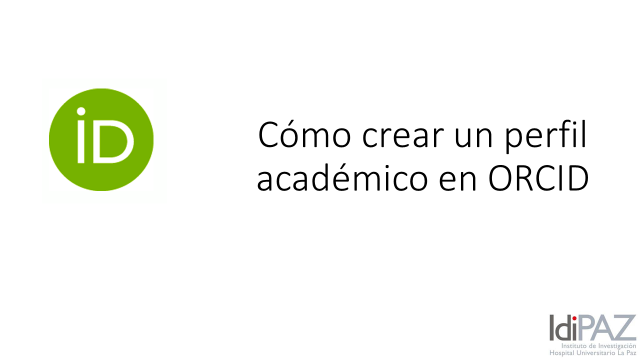 iD
Cómo crear un perfil
académico en ORCID
IdiPAZ
Instituto de Investigación
Hospital Universitario La Paz